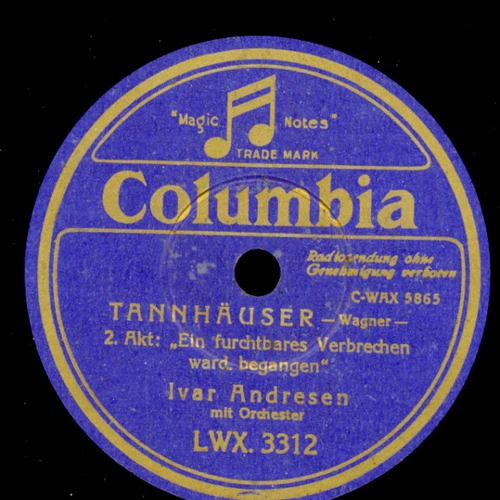 "Magic Notes"
TRADE MARK
Columbia
Radiosendung ohne
Genehmigung verboten
C-WAX 5865
TANNHÄUSER — Wagner —
2. Akt: „Ein furchtbares Verbrechen
ward begangen“
Ivar Andresen
mit Orchester
LWX. 3312